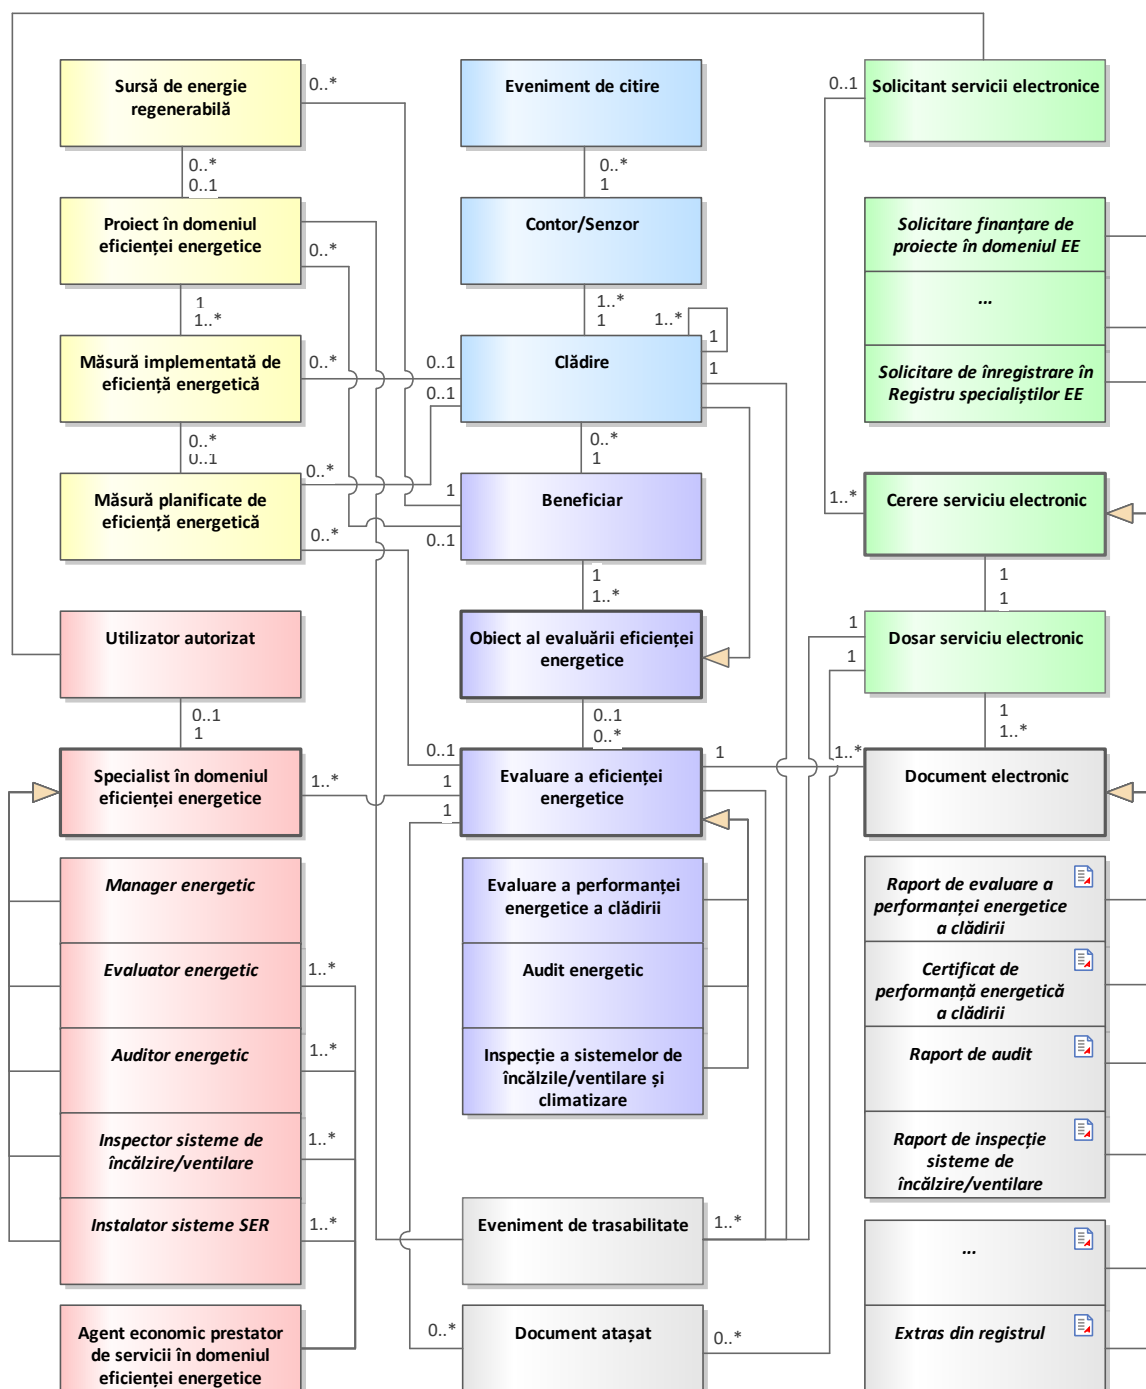 Sursă de energie
regenerabilă
0..*
Eveniment de citire
0..1
Solicitant servicii electronice
0..*
0..1
0..*
1
Proiect în domeniul
eficienței energetice
0..*
Contor/Senzor
Solicitare finanțare de
proiecte în domeniul EE
...
Solicitare de înregistrare în
Registru specialiștilor EE
1
1..*
1..*
1
1..*
1
1
Măsură implementată de
eficiență energetică
0..*
0..1
0..1
Clădire
0..*
0..1
0..*
1
Măsură planificate de
eficiență energetică
0..*
0..*
1
0..1
Beneficiar
1..*
Cerere serviciu electronic
1
1..*
1
1
Utilizator autorizat
Obiect al evaluării eficienței
energetice
1
1
Dosar serviciu electronic
0..1
1
0..1
0..*
1
1..*
Specialist în domeniul
eficienței energetice
1..*
0..1
1
1
Evaluare a eficienței
energetice
1
1..*
Document electronic
Manager energetic
Evaluator energetic
1..*
Auditor energetic
1..*
Inspector sisteme de
încălzire/ventilare
1..*
Instalator sisteme SER
1..*
Evaluare a performanței
energetice a clădirii
Audit energetic
Inspecție a sistemelor de
încălzile/ventilare și
climatizare
Raport de evaluare a
performanței energetice
a clădirii
Certificat de
performanță energetică
a clădirii
Raport de audit
Raport de inspecție
sisteme de
încălzire/ventilare
Eveniment de trasabilitate
1..*
...
Agent economic prestator
de servicii în domeniul
eficienței energetice
0..*
Document atașat
0..*
Extras din registrul